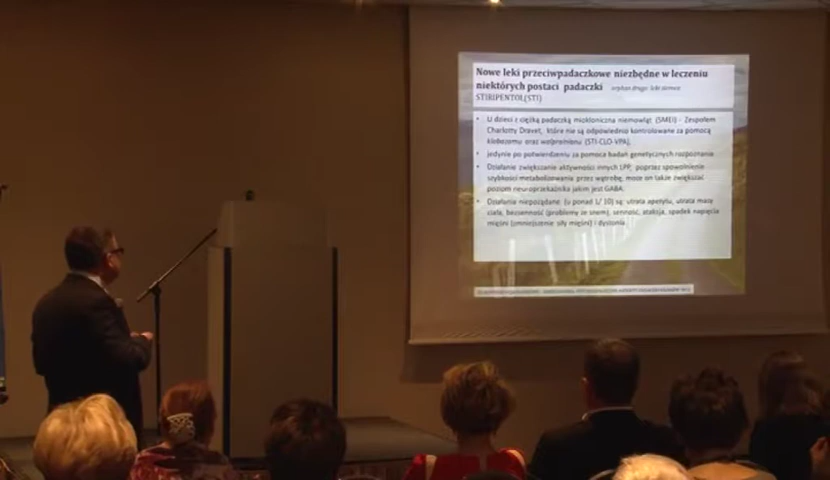 Nowe leki przeciwpadaczkowe niezbędne w leczeniu
niektórych postaci padaczki
STIRIPENTOL(STI)
• U dzieci z ciężką padaczką miokloniczną niemowląt (SMEI) - Zespołem
Charlotty Dravet, które nie są odpowiednio kontrolowane za pomocą
klobazamu oraz walproinianu (STI-CLO-VPA),
• jedynie po potwierdzeniu za pomocą badań genetycznych rozpoznania
• Działanie zwiększanie aktywności innych LPP, poprzez spowolnienie
szybkości metabolizowania przez wątrobę, może on także zwiększać
poziom neuroprzekaźnika jakim jest GABA.
• Działania niepożądane (u ponad 1/ 10) są: utrata apetytu, utrata masy
ciała, bezsenność (problemy ze snem), senność, ataksja, spadek napięcia
mięśni (zmniejszenie siły mięśni) i dystonia.